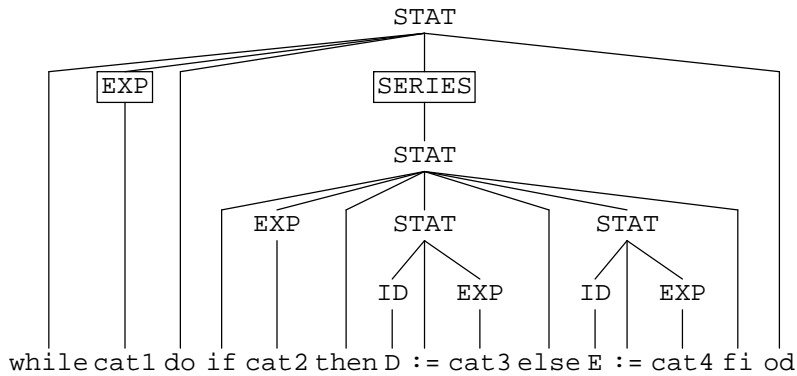 STAT
EXP SERIES
STAT
EXP STAT STAT
ID EXP ID EXP
while cat1 do if cat2 then D := cat3 else E := cat4 fi od